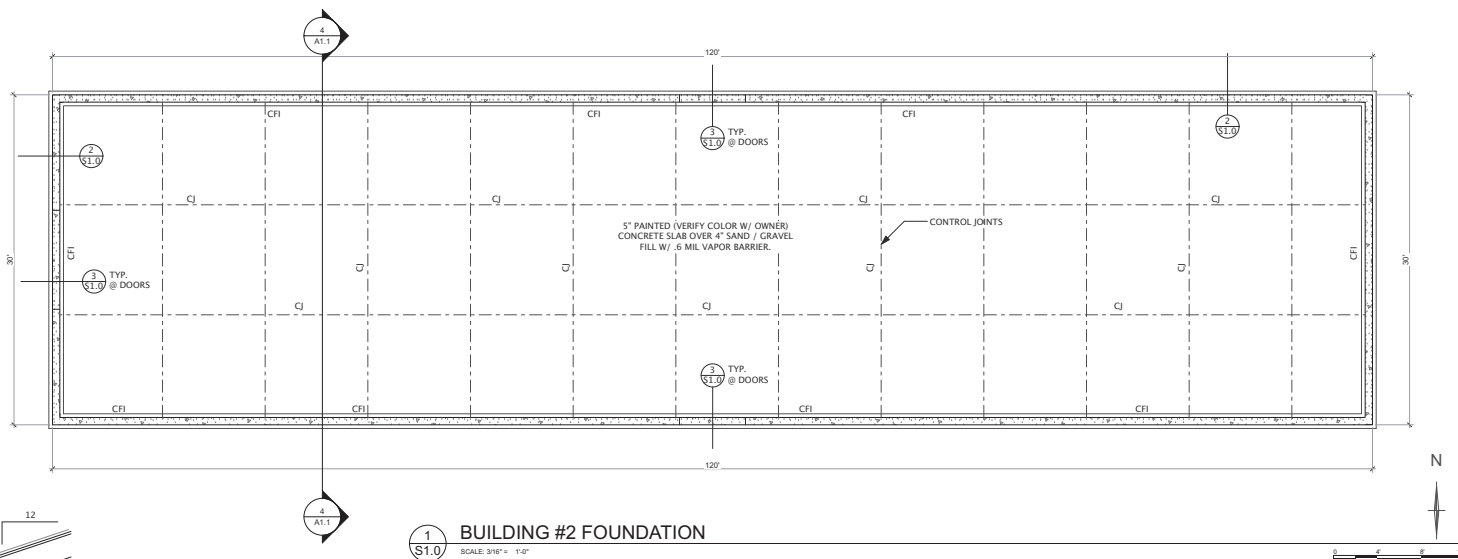 4
A1.1
120'
CFI
CFI
CFI
3
S1.0
TYP.
@ DOORS
2
S1.0
2
S1.0
CJ
CJ
CJ
CJ
5" PAINTED (VERIFY COLOR W/ OWNER)
CONCRETE SLAB OVER 4" SAND / GRAVEL
FILL W/ .6 MIL VAPOR BARRIER.
CONTROL JOINTS
30'
CFI
CJ
CJ
CJ
CJ
CFI
30'
3
S1.0
TYP.
@ DOORS
CJ
CJ
CJ
3
S1.0
TYP.
@ DOORS
CFI
CFI
CFI
CFI
120'
N
4
A1.1
12
1
S1.0
BUILDING #2 FOUNDATION
SCALE: 3/16" = 1'-0"
0 4' 8'